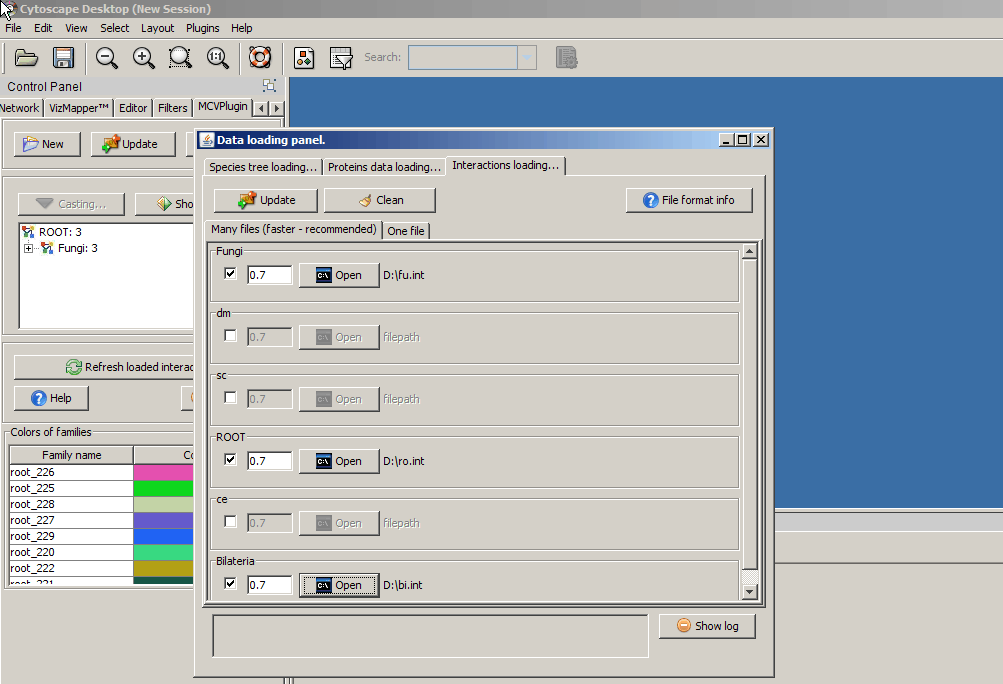 Cytoscape Desktop (New Session)
File Edit View Select Layout Plugins Help
Search:
Control Panel
Network VizMapper™ Editor Filters MCVPlugin
New Update
Casting... Sho
ROOT: 3
Fungi: 3
Refresh loaded interac
Help
Colors of families
Family name Co
root_226
root_225
root_228
root_227
root_229
root_220
root_222
root_221
Data loading panel.
Species tree loading... Proteins data loading... Interactions loading...
Update Clean File format info
Many files (faster - recommended) One file
Fungi
0.7 Open D:\fu.int
dm
0.7 Open filepath
sc
0.7 Open filepath
ROOT
0.7 Open D:\ro.int
ce
0.7 Open filepath
Bilateria
0.7 Open D:\bi.int
Show log